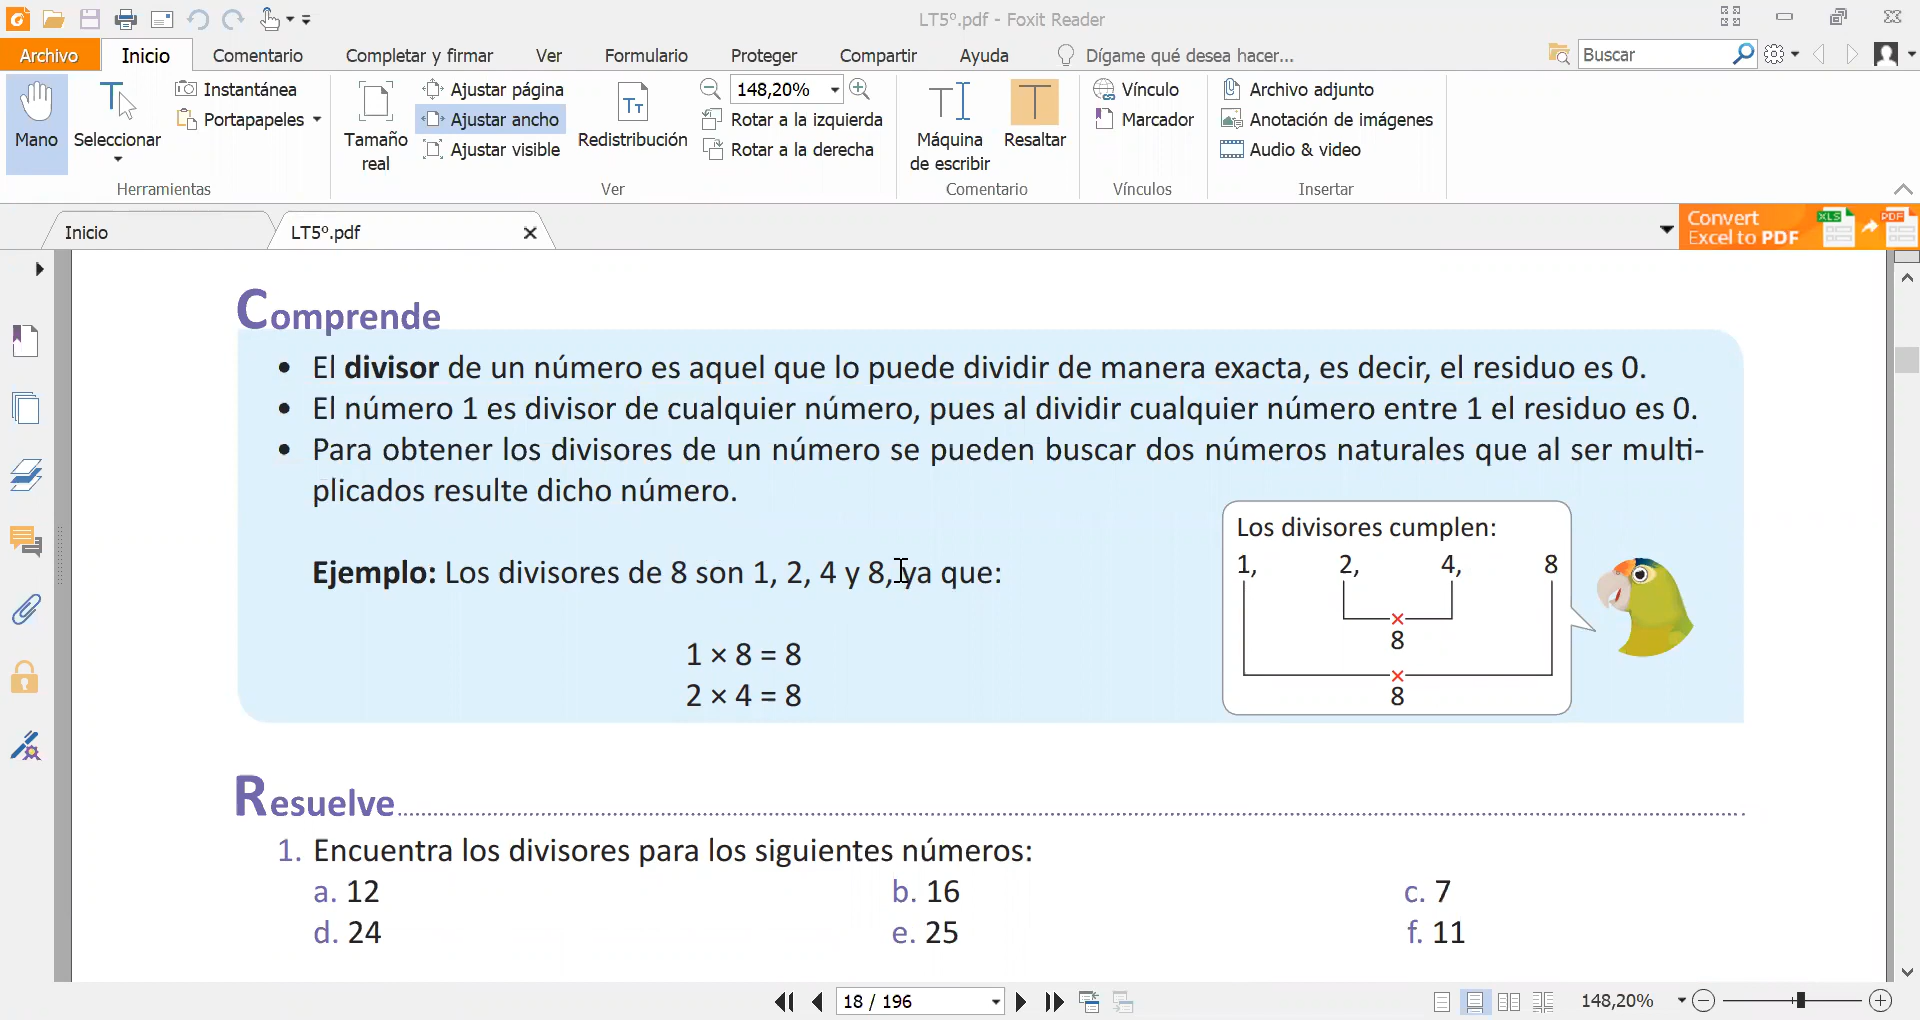 LT5º.pdf - Foxit Reader
Archivo Inicio Comentario Completar y firmar Ver Formulario Proteger Compartir Ayuda Dígame qué desea hacer... Buscar
Mano
Seleccionar
Instantánea
Portapapeles
Herramientas
Tamaño
real
Ajustar página
Ajustar ancho
Ajustar visible
Redistribución
148,20%
Rotar a la izquierda
Rotar a la derecha
Ver
Máquina
de escribir
Resaltar
Comentario
Vínculo
Marcador
Vínculos
Archivo adjunto
Anotación de imágenes
Audio & video
Insertar
Inicio LT5º.pdf
Convert
Excel to PDF
XLS PDF
Comprende
• El divisor de un número es aquel que lo puede dividir de manera exacta, es decir, el residuo es 0.
• El número 1 es divisor de cualquier número, pues al dividir cualquier número entre 1 el residuo es 0.
• Para obtener los divisores de un número se pueden buscar dos números naturales que al ser multi-
plicados resulte dicho número.
Ejemplo: Los divisores de 8 son 1, 2, 4 y 8, ya que:
1 × 8 = 8
2 × 4 = 8
Los divisores cumplen:
1, 2, 4, 8
×
8
×
8
Resuelve
1. Encuentra los divisores para los siguientes números:
a. 12 b. 16 c. 7
d. 24 e. 25 f. 11
18 / 196 148,20%